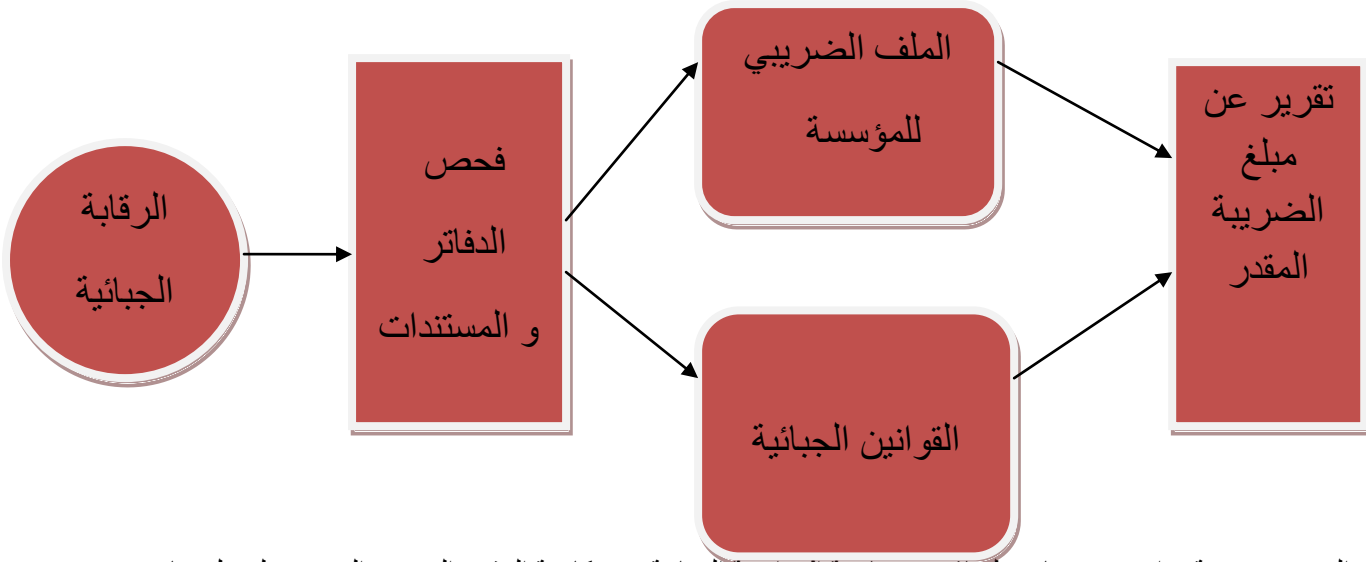 الرقابة
الجبائية
فحص
الدفاتر
و المستندات
الملف الضريبي
للمؤسسة
القوانين الجبائية
تقرير عن
مبلغ
الضريبة
المقدر